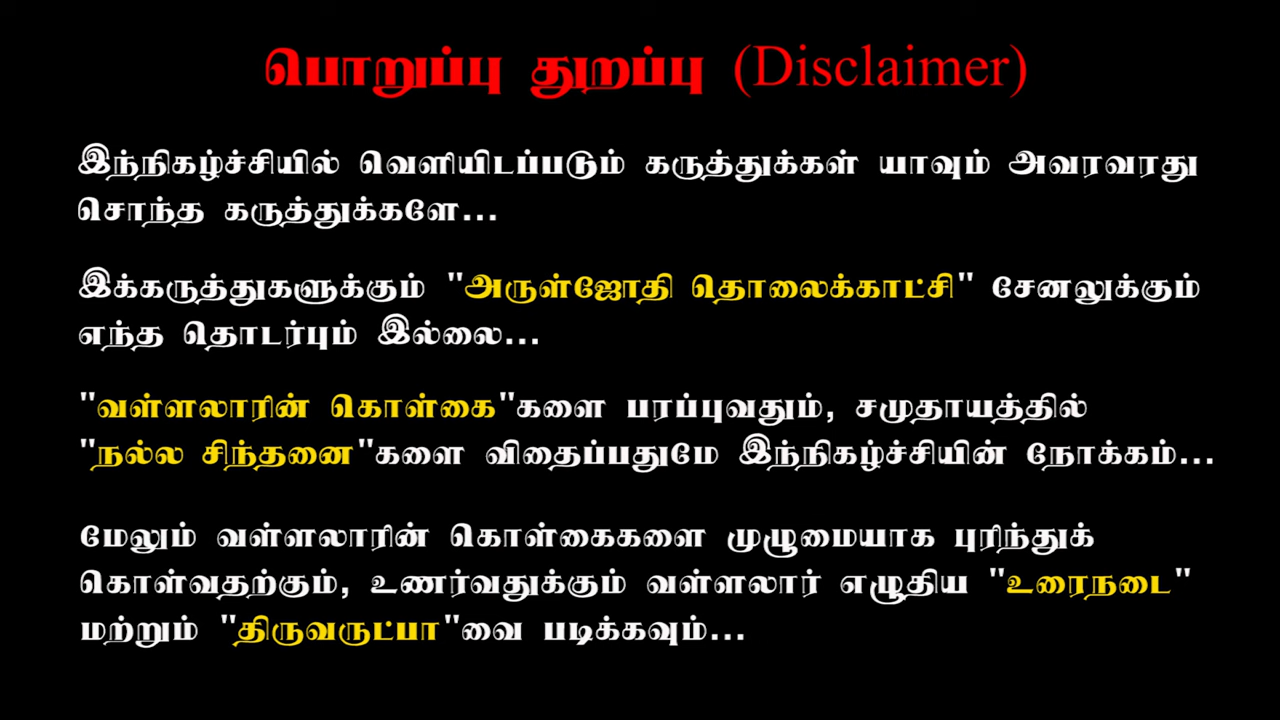 பொறுப்பு துறப்பு (Disclaimer)
இந்நிகழ்ச்சியில் வெளியிடப்படும் கருத்துக்கள் யாவும் அவரவரது
சொந்த கருத்துக்களே...
இக்கருத்துகளுக்கும் "அருள்ஜோதி தொலைக்காட்சி" சேனலுக்கும்
எந்த தொடர்பும் இல்லை...
"வள்ளலாரின் கொள்கை"களை பரப்புவதும், சமுதாயத்தில்
"நல்ல சிந்தனை"களை விதைப்பதுமே இந்நிகழ்ச்சியின் நோக்கம்...
மேலும் வள்ளலாரின் கொள்கைகளை முழுமையாக புரிந்துக்
கொள்வதற்கும், உணர்வதுக்கும் வள்ளலார் எழுதிய "உரைநடை"
மற்றும் "திருவருட்பா"வை படிக்கவும்...